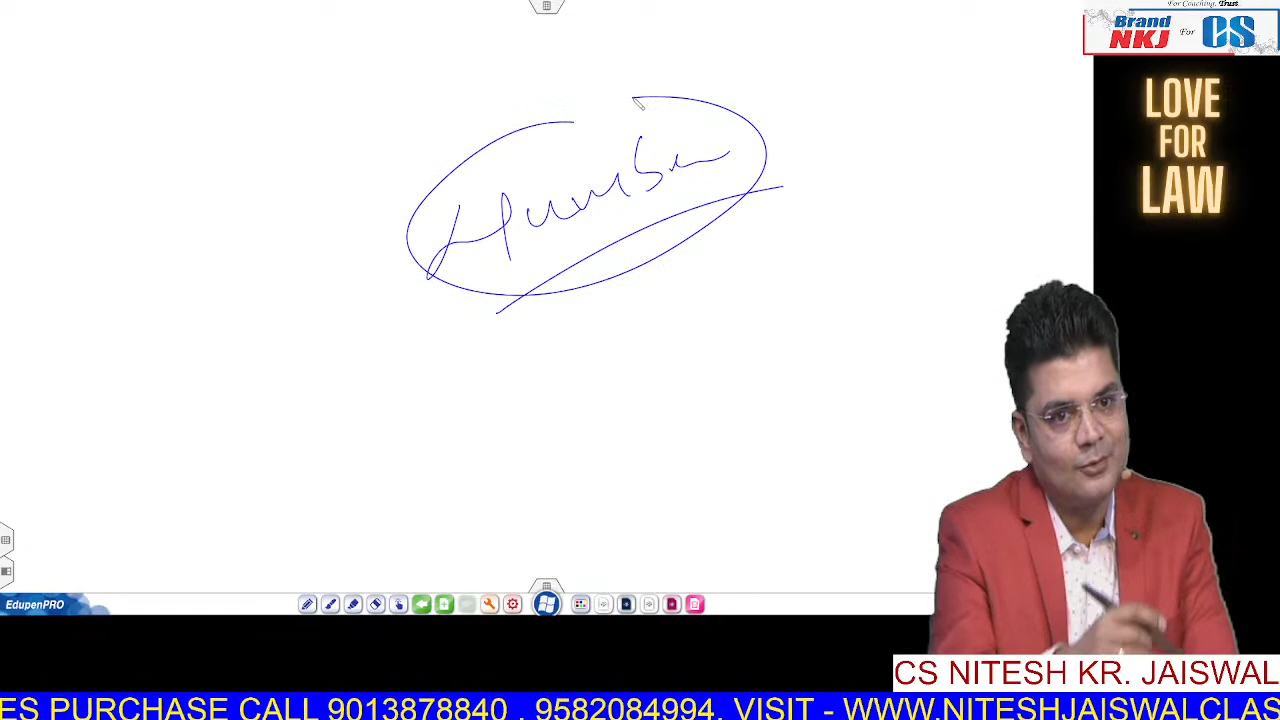 For Coaching, Trust.
Brand
NKJ For CS
LOVE
FOR
LAW
Number
EdupenPRO
CS NITESH KR. JAISWAL
ES PURCHASE CALL 9013878840 , 9582084994, VISIT - WWW.NITESHJAISWALCLAS